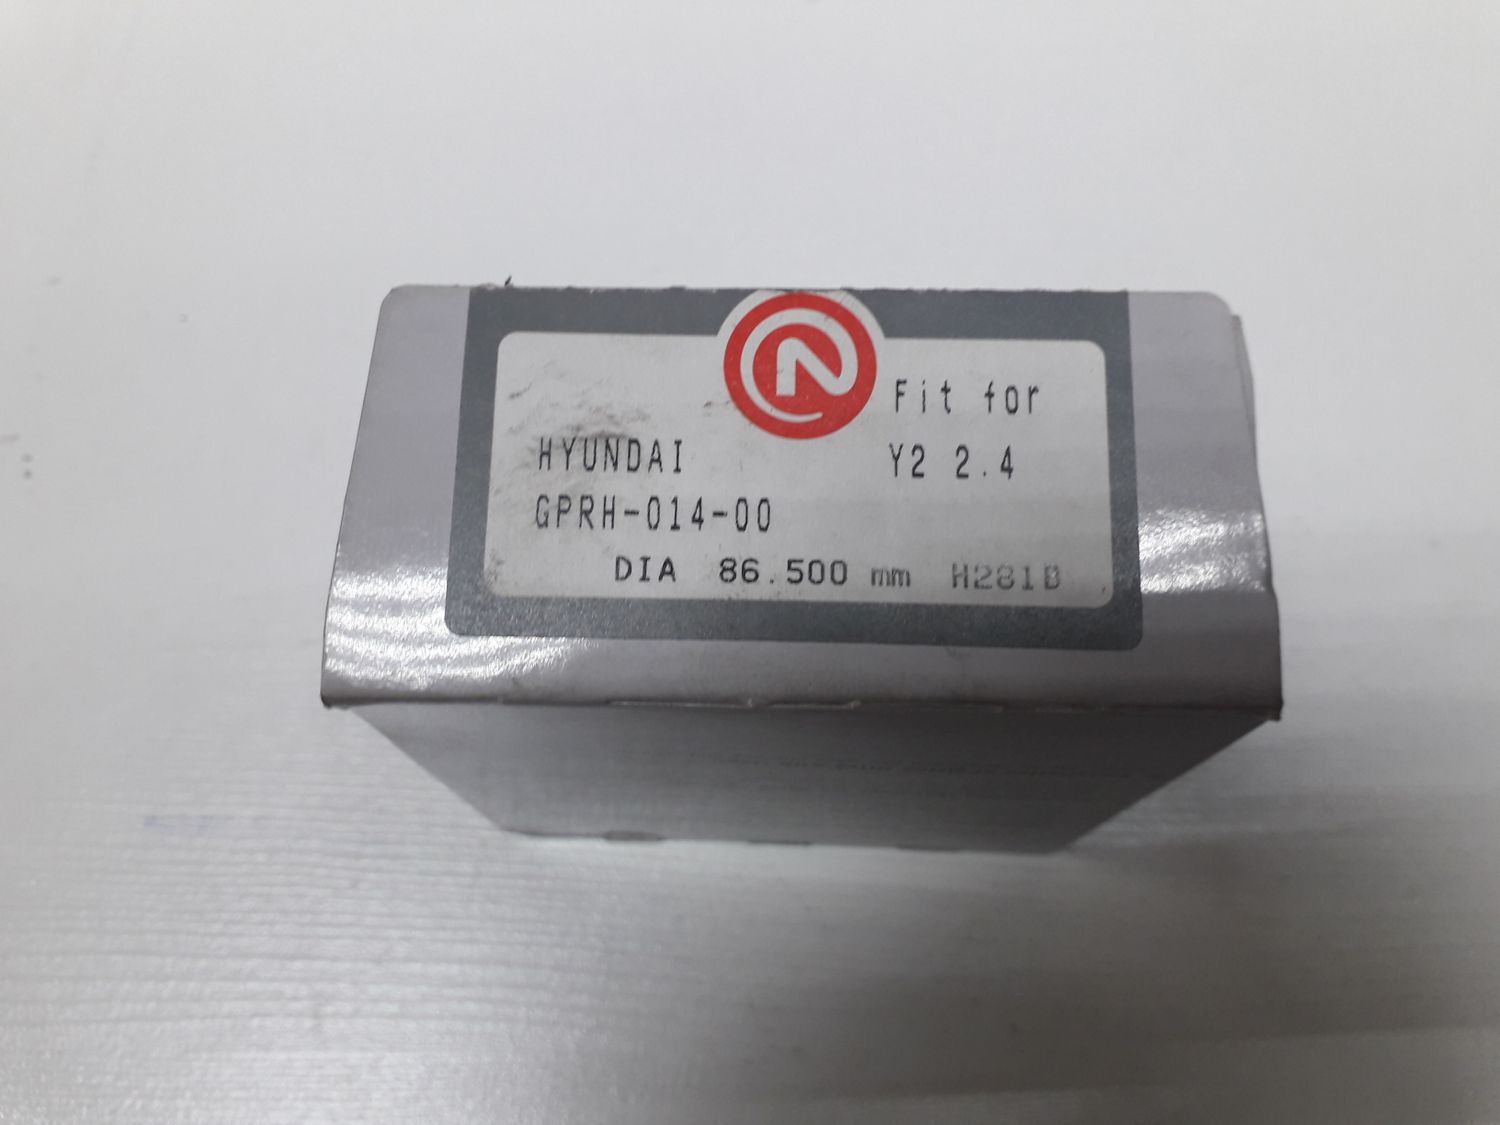 Fit for
HYUNDAI Y2 2.4
GPRH-014-00
DIA 86.500 mm H281B